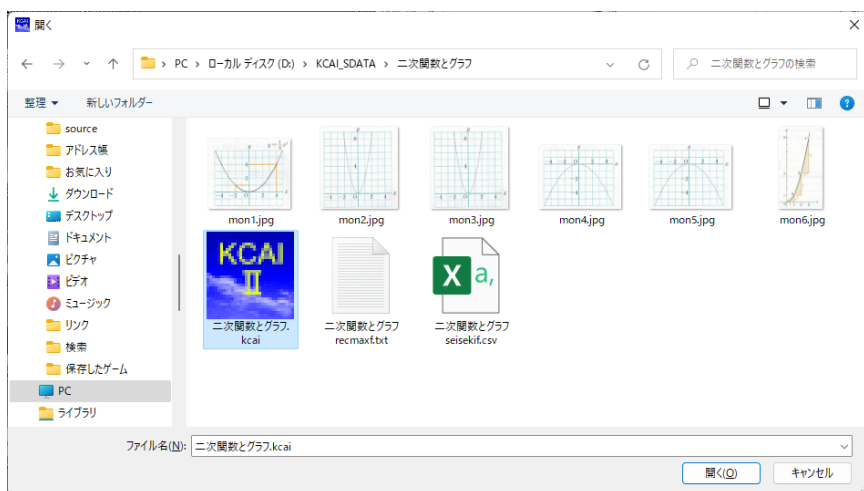 開く
PC > ローカル ディスク (D:) > KCAI_SDATA > 二次関数とグラフ
二次関数とグラフの検索
整理 新しいフォルダー
source
アドレス帳
お気に入り
ダウンロード
デスクトップ
ドキュメント
ピクチャ
ビデオ
ミュージック
リンク
検索
保存したゲーム
PC
ライブラリ
mon1.jpg
mon2.jpg
mon3.jpg
mon4.jpg
mon5.jpg
mon6.jpg
KCAI
II
二次関数とグラフ.
kcai
二次関数とグラフ
recmaxf.txt
X a,
二次関数とグラフ
seisekif.csv
ファイル名(N): 二次関数とグラフ.kcai
開く(O) キャンセル